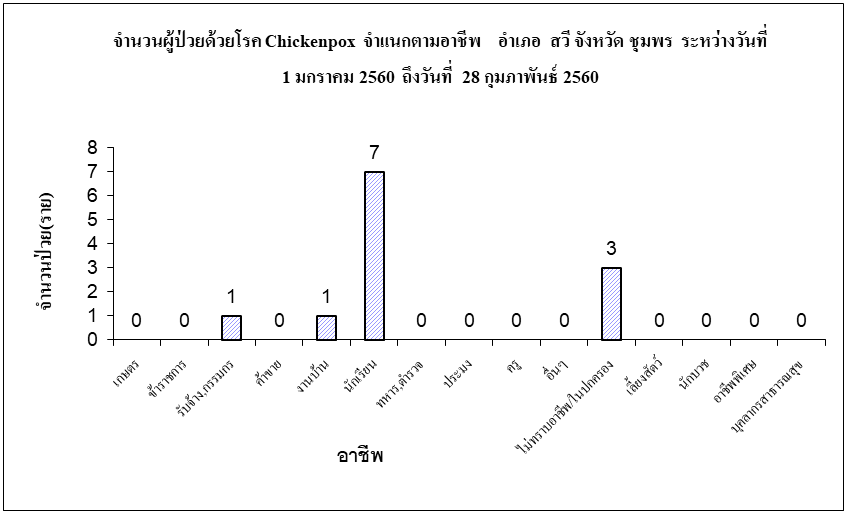 จำนวนผู้ป่วยด้วยโรค Chickenpox จำแนกตามอาชีพ อำเภอ สวี จังหวัด ชุมพร ระหว่างวันที่
1 มกราคม 2560 ถึงวันที่ 28 กุมภาพันธ์ 2560
จำนวนป่วย(ราย)
8
7
6
5
4
3
2
1
0
0 0 1 0 1 7 0 0 0 0 3 0 0 0 0
เกษตร
ข้าราชการ
รับจ้าง,กรรมกร
ค้าขาย
งานบ้าน
นักเรียน
ทหาร,ตำรวจ
ประมง
ครู
อื่นๆ
ไม่ทราบอาชีพ/ในปกครอง
เลี้ยงสัตว์
นักบวช
อาชีพพิเศษ
บุคลากรสาธารณสุข
อาชีพ